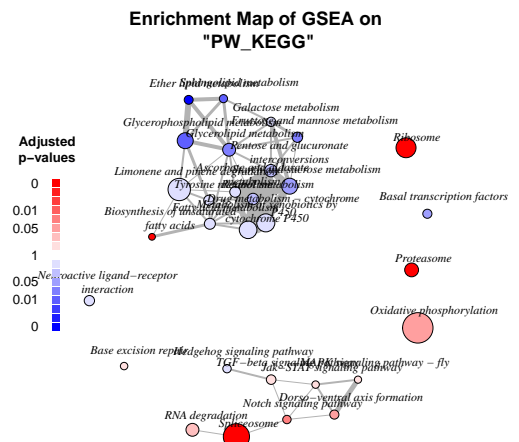 Enrichment Map of GSEA on
"PW_KEGG"
Ether lipid metabolism
Sphingolipid metabolism
Galactose metabolism
Fructose and mannose metabolism
Glycerophospholipid metabolism
Glycerolipid metabolism
Pentose and glucuronate
interconversions
Ribosome
Adjusted
p-values
0
0.01
0.05
1
0.05
0.01
0
Limonene and pinene degradation
Tyrosine metabolism
Drug metabolism - cytochrome
P450
Metabolism of xenobiotics by
cytochrome P450
Biosynthesis of unsaturated
fatty acids
Basal transcription factors
Proteasome
Neuroactive ligand-receptor
interaction
Oxidative phosphorylation
Base excision repair
Hedgehog signaling pathway
TGF-beta signaling pathway
MAPK signaling pathway - fly
Jak-STAT signaling pathway
Dorso-ventral axis formation
Notch signaling pathway
RNA degradation
Spliceosome